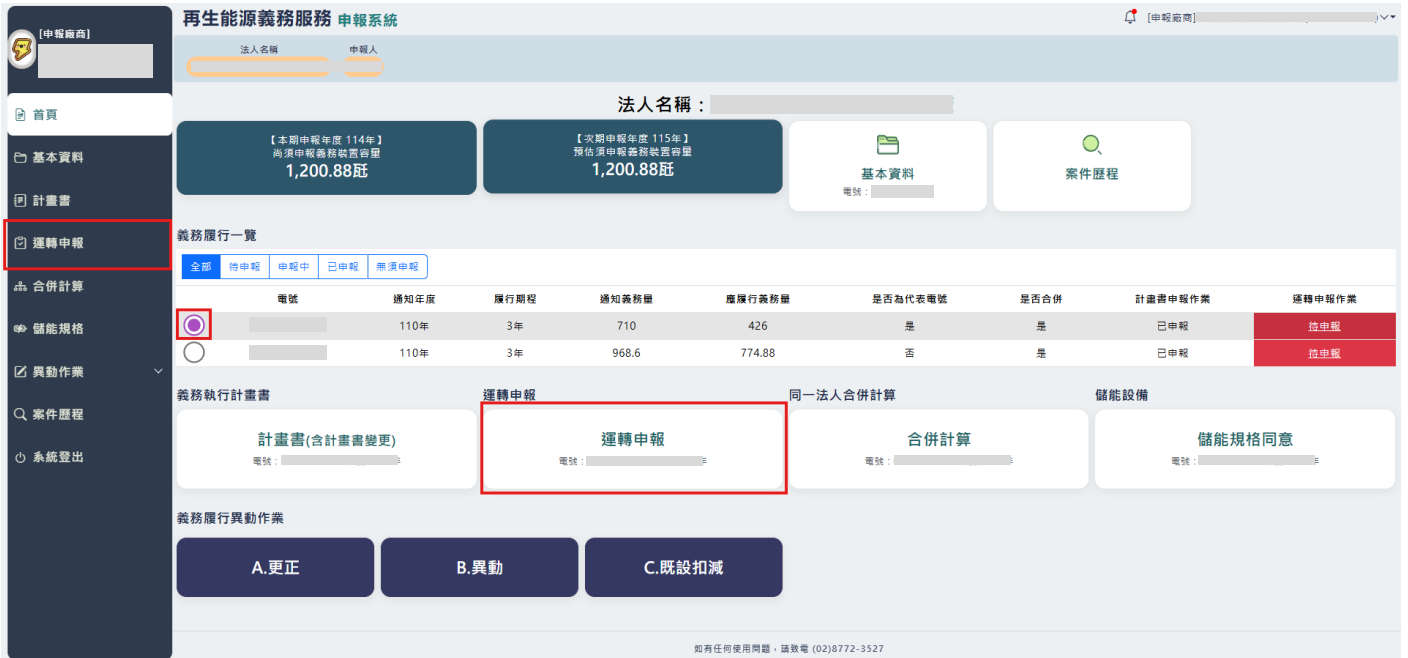 再生能源義務服務 申報系統
[申報廠商]
[申報廠商]
法人名稱 申報人
首頁
基本資料
計畫書
運轉申報
合併計算
儲能規格
異動作業
案件歷程
系統登出
法人名稱：
【本期申報年度 114年】
尚須申報義務裝置容量
1,200.88瓩
【次期申報年度 115年】
預估須申報義務裝置容量
1,200.88瓩
基本資料
電號：
案件歷程
義務履行一覽
全部 待申報 申報中 已申報 無須申報
電號 通知年度 履行期程 通知義務量 應履行義務量 是否為代表電號 是否合併 計畫書申報作業 運轉申報作業
110年 3年 710 426 是 是 已申報 待申報
110年 3年 968.6 774.88 否 是 已申報 待申報
義務執行計畫書 運轉申報 同一法人合併計算 儲能設備
計畫書(含計畫書變更)
電號：
運轉申報
電號：
合併計算
電號：
儲能規格同意
電號：
義務履行異動作業
A.更正 B.異動 C.既設扣減
如有任何使用問題，請致電 (02)8772-3527